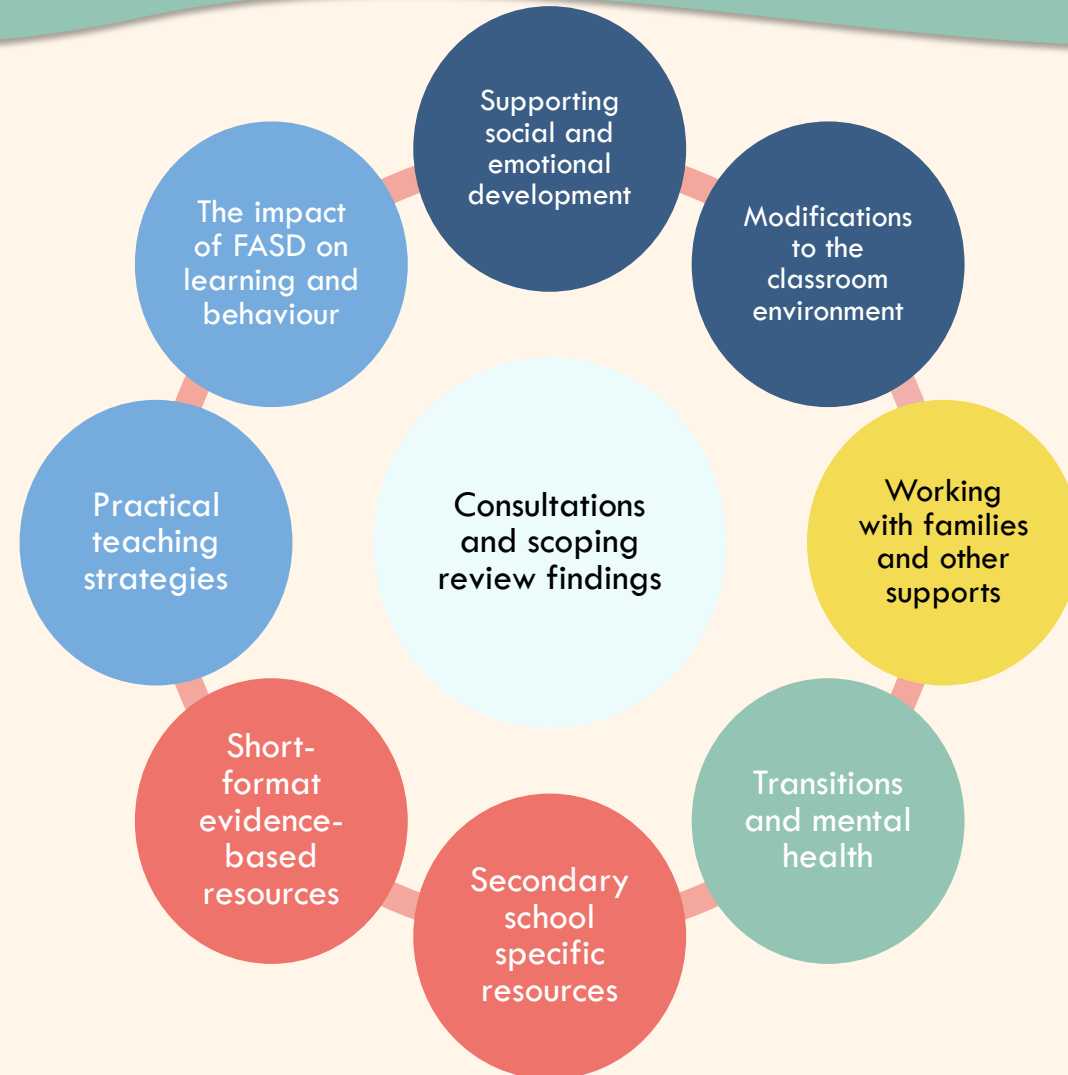 Supporting
social and
emotional
development
Modifications
to the
classroom
environment
Working
with families
and other
supports
Transitions
and mental
health
Secondary
school
specific
resources
Short-
format
evidence-
based
resources
Practical
teaching
strategies
The impact
of FASD on
learning and
behaviour
Consultations
and scoping
review findings